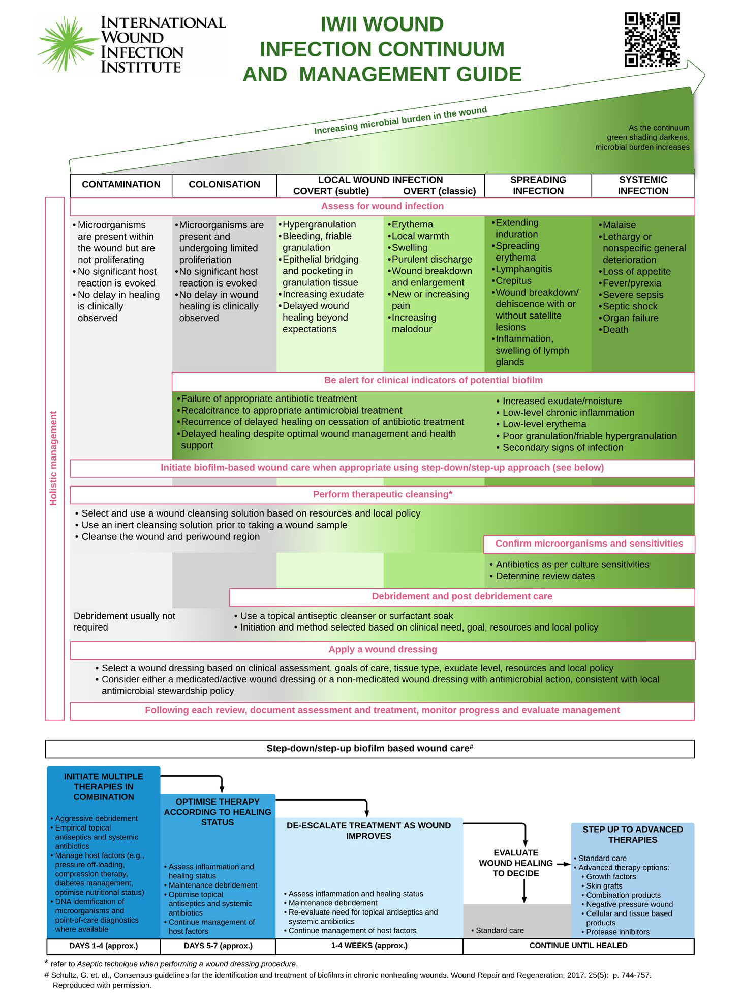 INTERNATIONAL
WOUND
INFECTION
INSTITUTE
IWII WOUND
INFECTION CONTINUUM
AND MANAGEMENT GUIDE
Increasing microbial burden in the wound
As the continuum
green shading darkens,
microbial burden increases
CONTAMINATION
COLONISATION
LOCAL WOUND INFECTION
COVERT (subtle) OVERT (classic)
SPREADING
INFECTION
SYSTEMIC
INFECTION
Holistic management
Assess for wound infection
• Microorganisms
are present within
the wound but are
not proliferating
• No significant host
reaction is evoked
• No delay in healing
is clinically
observed
• Microorganisms are
present and
undergoing limited
proliferiation
• No significant host
reaction is evoked
• No delay in wound
healing is clinically
observed
• Hypergranulation
• Bleeding, friable
granulation
• Epithelial bridging
and pocketing in
granulation tissue
• Increasing exudate
• Delayed wound
healing beyond
expectations
• Erythema
• Local warmth
• Swelling
• Purulent discharge
• Wound breakdown
and enlargement
• New or increasing
pain
• Increasing
malodour
• Extending
induration
• Spreading
erythema
• Lymphangitis
• Crepitus
• Wound breakdown/
dehiscence with or
without satellite
lesions
• Inflammation,
swelling of lymph
glands
• Malaise
• Lethargy or
nonspecific general
deterioration
• Loss of appetite
• Fever/pyrexia
• Severe sepsis
• Septic shock
• Organ failure
• Death
Be alert for clinical indicators of potential biofilm
• Failure of appropriate antibiotic treatment
• Recalcitrance to appropriate antimicrobial treatment
• Recurrence of delayed healing on cessation of antibiotic treatment
• Delayed healing despite optimal wound management and health
support
• Increased exudate/moisture
• Low-level chronic inflammation
• Low-level erythema
• Poor granulation/friable hypergranulation
• Secondary signs of infection
Initiate biofilm-based wound care when appropriate using step-down/step-up approach (see below)
Perform therapeutic cleansing*
• Select and use a wound cleansing solution based on resources and local policy
• Use an inert cleansing solution prior to taking a wound sample
• Cleanse the wound and periwound region
Confirm microorganisms and sensitivities
• Antibiotics as per culture sensitivities
• Determine review dates
Debridement and post debridement care
Debridement usually not
required
• Use a topical antiseptic cleanser or surfactant soak
• Initiation and method selected based on clinical need, goal, resources and local policy
Apply a wound dressing
• Select a wound dressing based on clinical assessment, goals of care, tissue type, exudate level, resources and local policy
• Consider either a medicated/active wound dressing or a non-medicated wound dressing with antimicrobial action, consistent with local
antimicrobial stewardship policy
Following each review, document assessment and treatment, monitor progress and evaluate management
Step-down/step-up biofilm based wound care#
INITIATE MULTIPLE
THERAPIES IN
COMBINATION
• Aggressive debridement
• Empirical topical
antiseptics and systemic
antibiotics
• Manage host factors (e.g.,
pressure off-loading,
compression therapy,
diabetes management,
optimise nutritional status)
• DNA identification of
microorganisms and
point-of-care diagnostics
where available
DAYS 1-4 (approx.)
OPTIMISE THERAPY
ACCORDING TO HEALING
STATUS
• Assess inflammation and
healing status
• Maintenance debridement
• Optimise topical
antiseptics and systemic
antibiotics
• Continue management of
host factors
DAYS 5-7 (approx.)
DE-ESCALATE TREATMENT AS WOUND
IMPROVES
• Assess inflammation and healing status
• Maintenance debridement
• Re-evaluate need for topical antiseptics and
systemic antibiotics
• Continue management of host factors
1-4 WEEKS (approx.)
EVALUATE
WOUND HEALING
TO DECIDE
• Standard care
STEP UP TO ADVANCED
THERAPIES
• Standard care
• Advanced therapy options:
• Growth factors
• Skin grafts
• Combination products
• Negative pressure wound
• Cellular and tissue based
products
• Protease inhibitors
CONTINUE UNTIL HEALED
* refer to Aseptic technique when performing a wound dressing procedure.
# Schultz, G. et. al., Consensus guidelines for the identification and treatment of biofilms in chronic nonhealing wounds. Wound Repair and Regeneration, 2017. 25(5): p. 744-757.
Reproduced with permission.